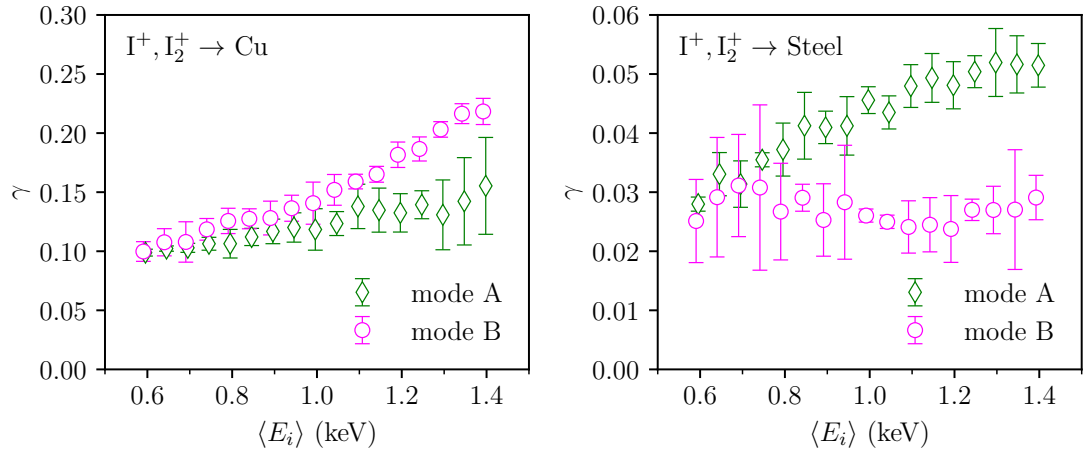 I⁺, I₂⁺ → Cu
0.30
0.25
0.20
0.15
0.10
0.05
0.00
γ
mode A
mode B
0.6 0.8 1.0 1.2 1.4
⟨Eᵢ⟩ (keV)
I⁺, I₂⁺ → Steel
0.06
0.05
0.04
0.03
0.02
0.01
0.00
γ
mode A
mode B
0.6 0.8 1.0 1.2 1.4
⟨Eᵢ⟩ (keV)